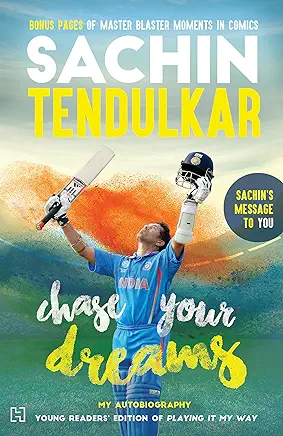 BONUS PAGES OF MASTER BLASTER MOMENTS IN COMICS
SACHIN
TENDULKAR
SACHIN'S
MESSAGE
TO YOU
INDIA
chase your
dreams
MY AUTOBIOGRAPHY
YOUNG READERS' EDITION OF PLAYING IT MY WAY
H